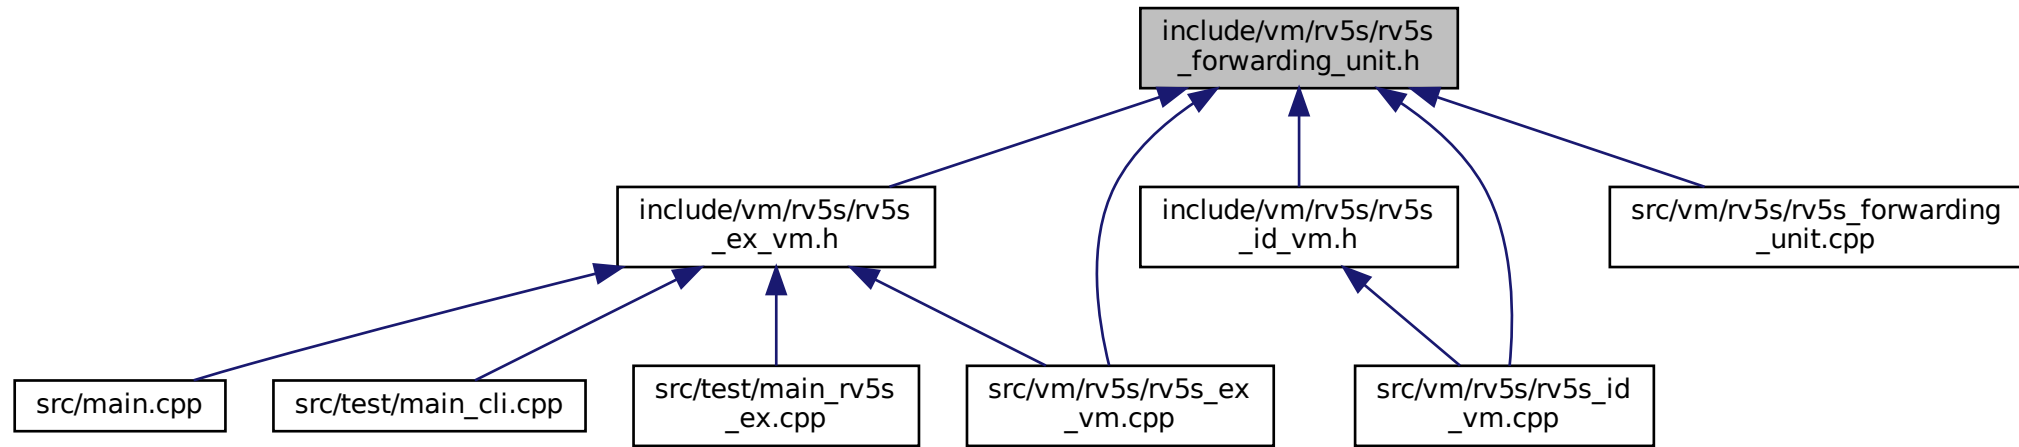 include/vm/rv5s/rv5s
_forwarding_unit.h
include/vm/rv5s/rv5s
_ex_vm.h
include/vm/rv5s/rv5s
_id_vm.h
src/vm/rv5s/rv5s_forwarding
_unit.cpp
src/main.cpp
src/test/main_cli.cpp
src/test/main_rv5s
_ex.cpp
src/vm/rv5s/rv5s_ex
_vm.cpp
src/vm/rv5s/rv5s_id
_vm.cpp